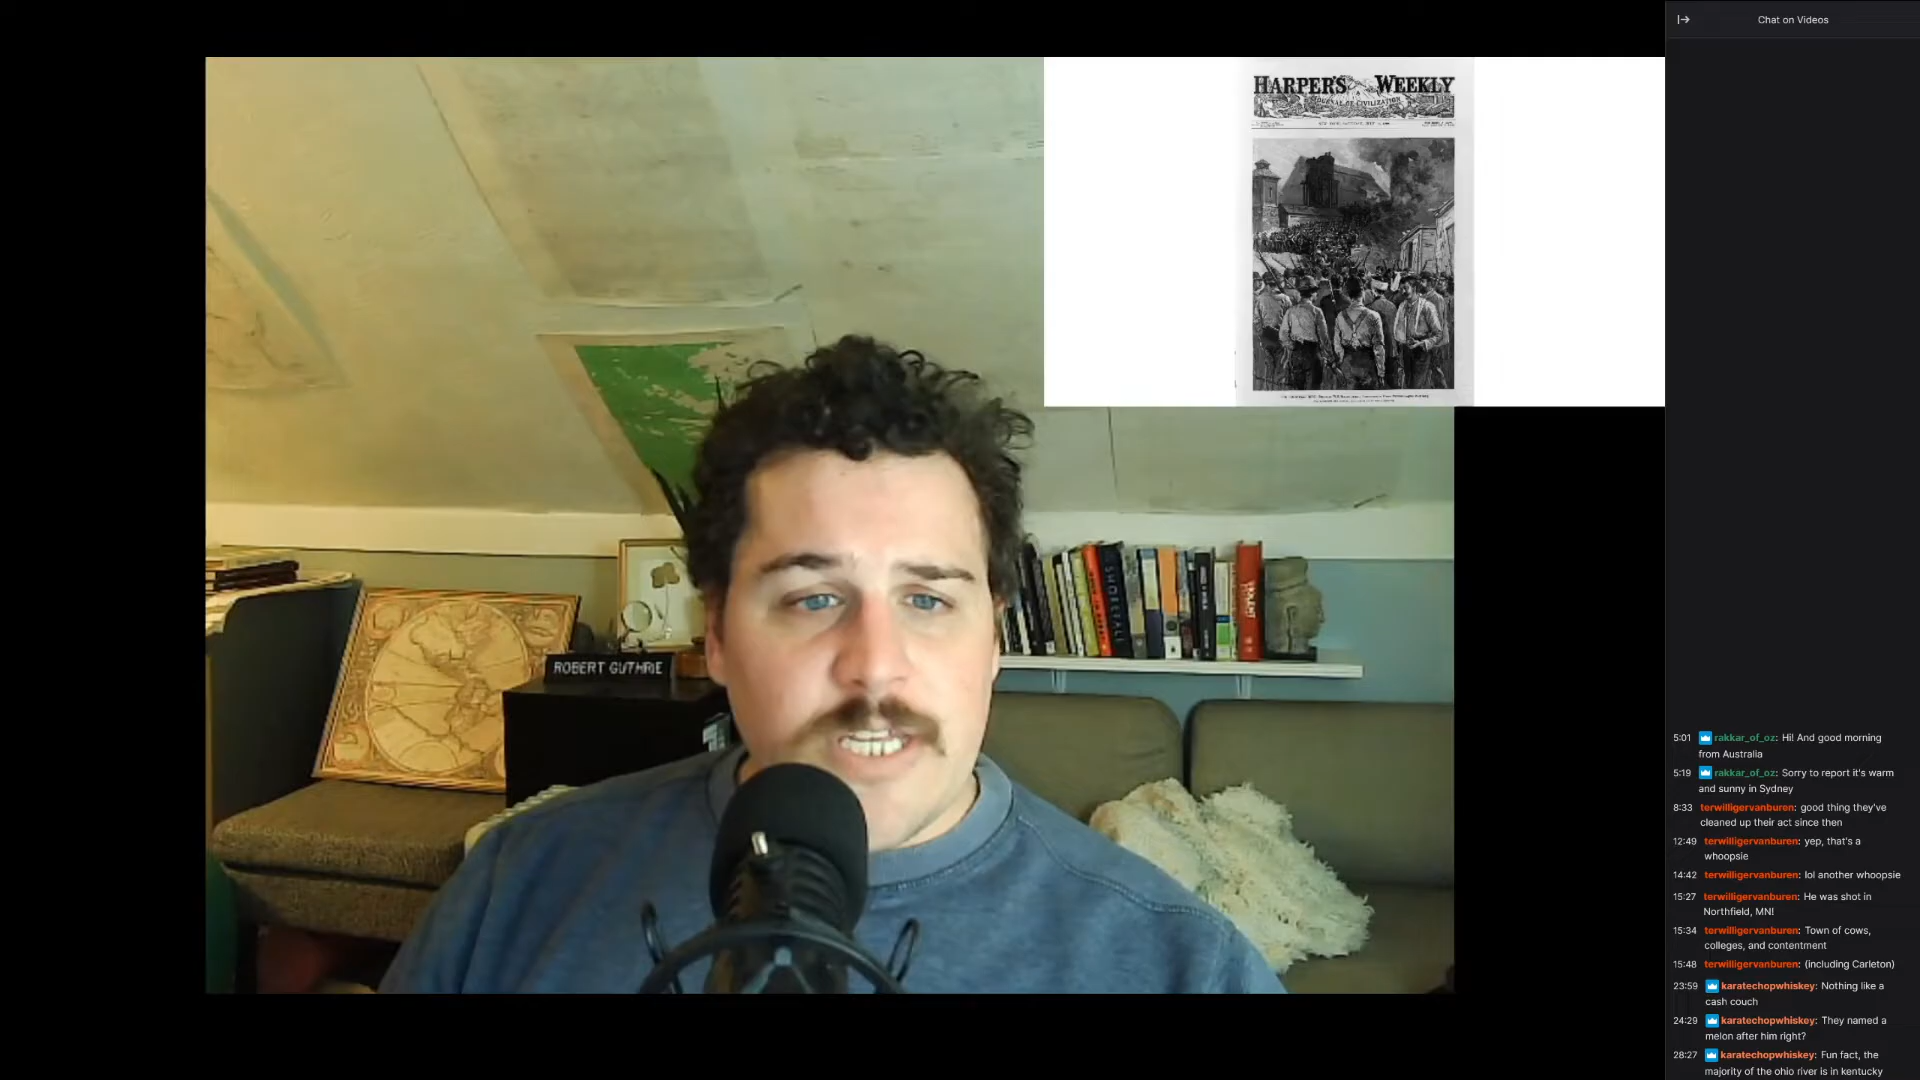 Chat on Videos
HARPER'S WEEKLY
JOURNAL OF CIVILIZATION
SHORTFALL
ROBERT GUTHRIE
5:01 rakkar_of_oz: Hi! And good morning
from Australia
5:19 rakkar_of_oz: Sorry to report it's warm
and sunny in Sydney
8:33 terwilligervanburen: good thing they've
cleaned up their act since then
12:49 terwilligervanburen: yep, that's a
whoopsie
14:42 terwilligervanburen: lol another whoopsie
15:27 terwilligervanburen: He was shot in
Northfield, MN!
15:34 terwilligervanburen: Town of cows,
colleges, and contentment
15:48 terwilligervanburen: (including Carleton)
23:59 karatechopwhiskey: Nothing like a
cash couch
24:29 karatechopwhiskey: They named a
melon after him right?
28:27 karatechopwhiskey: Fun fact, the
majority of the ohio river is in kentucky